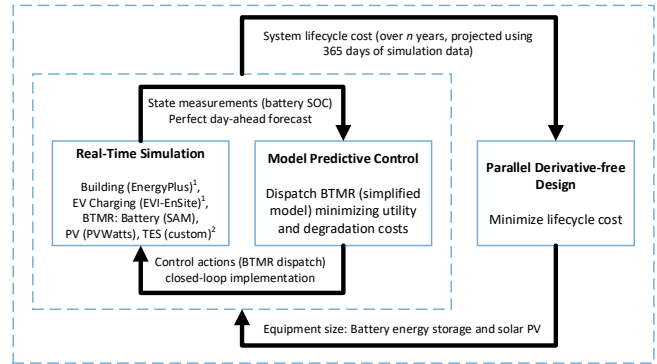 System lifecycle cost (over n years, projected using
365 days of simulation data)
State measurements (battery SOC)
Perfect day-ahead forecast
Real-Time Simulation
Building (EnergyPlus)¹,
EV Charging (EVI-EnSite)¹,
BTMR: Battery (SAM),
PV (PVWatts), TES (custom)²
Model Predictive Control
Dispatch BTMR (simplified
model) minimizing utility
and degradation costs
Parallel Derivative-free
Design
Minimize lifecycle cost
Control actions (BTMR dispatch)
closed-loop implementation
Equipment size: Battery energy storage and solar PV